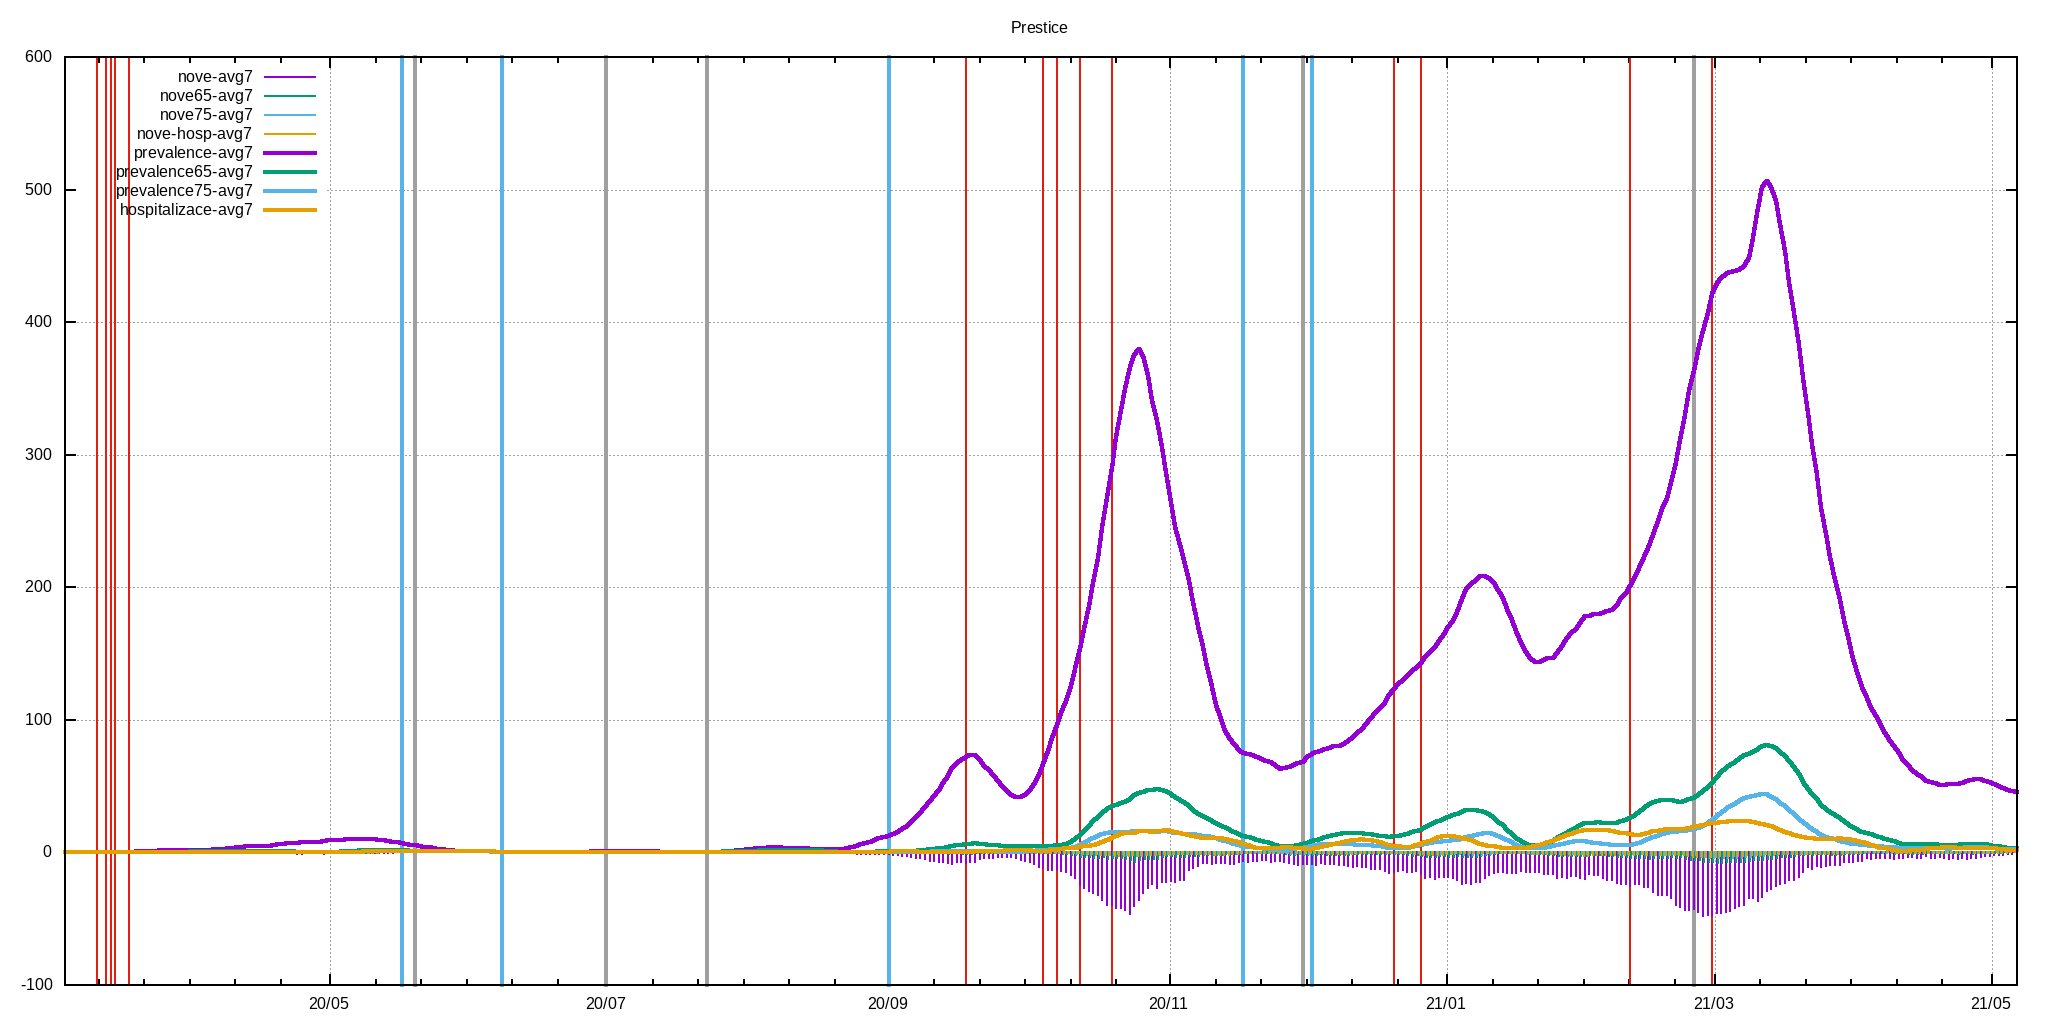 Prestice
600
500
400
300
200
100
0
-100
nove-avg7
nove65-avg7
nove75-avg7
nove-hosp-avg7
prevalence-avg7
prevalence65-avg7
prevalence75-avg7
hospitalizace-avg7
20/05 20/07 20/09 20/11 21/01 21/03 21/05